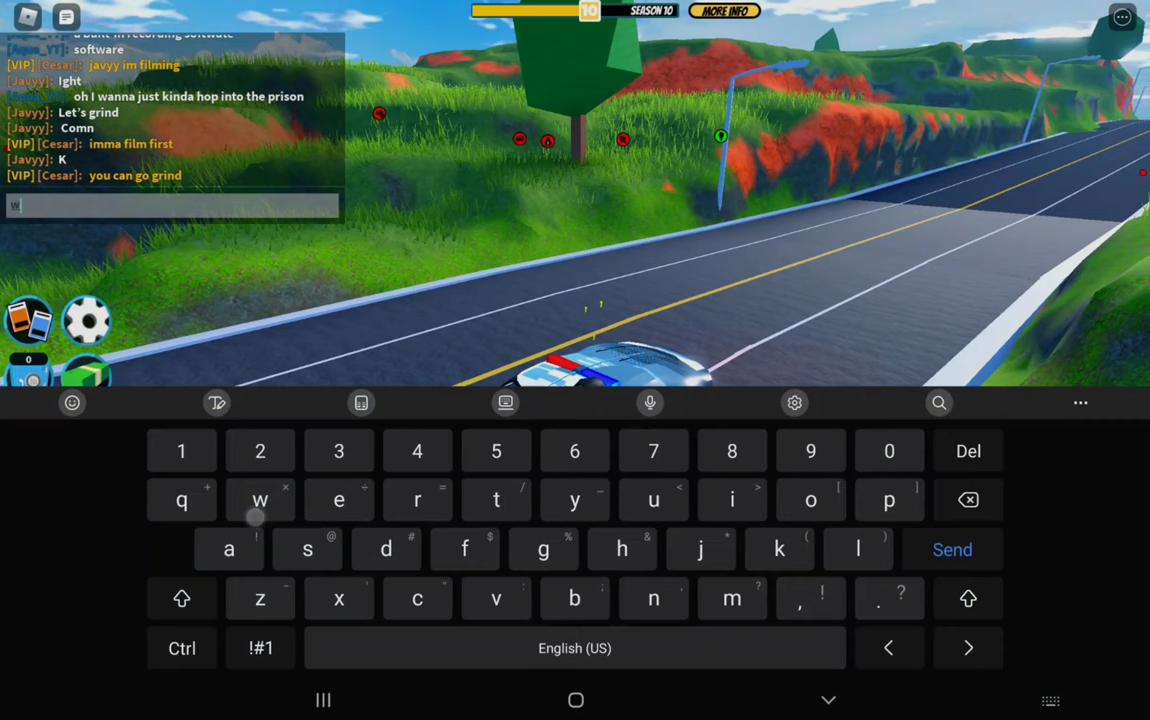 10 SEASON 10 MORE INFO
[Aqua_YT]: software
[VIP] [Cesar]: javyy im filming
[Javyy]: Ight
oh I wanna just kinda hop into the prison
[Javyy]: Let's grind
[Javyy]: Comn
[VIP] [Cesar]: imma film first
[Javyy]: K
[VIP] [Cesar]: you can go grind
w
0
1 2 3 4 5 6 7 8 9 0 Del
q + w × e ÷ r = t / y _ u < i > o [ p ]
a ! s @ d # f $ g % h & j * k ( l ) Send
z - x ' c " v : b ; n , m ? , ! . ?
Ctrl !#1 English (US) < >